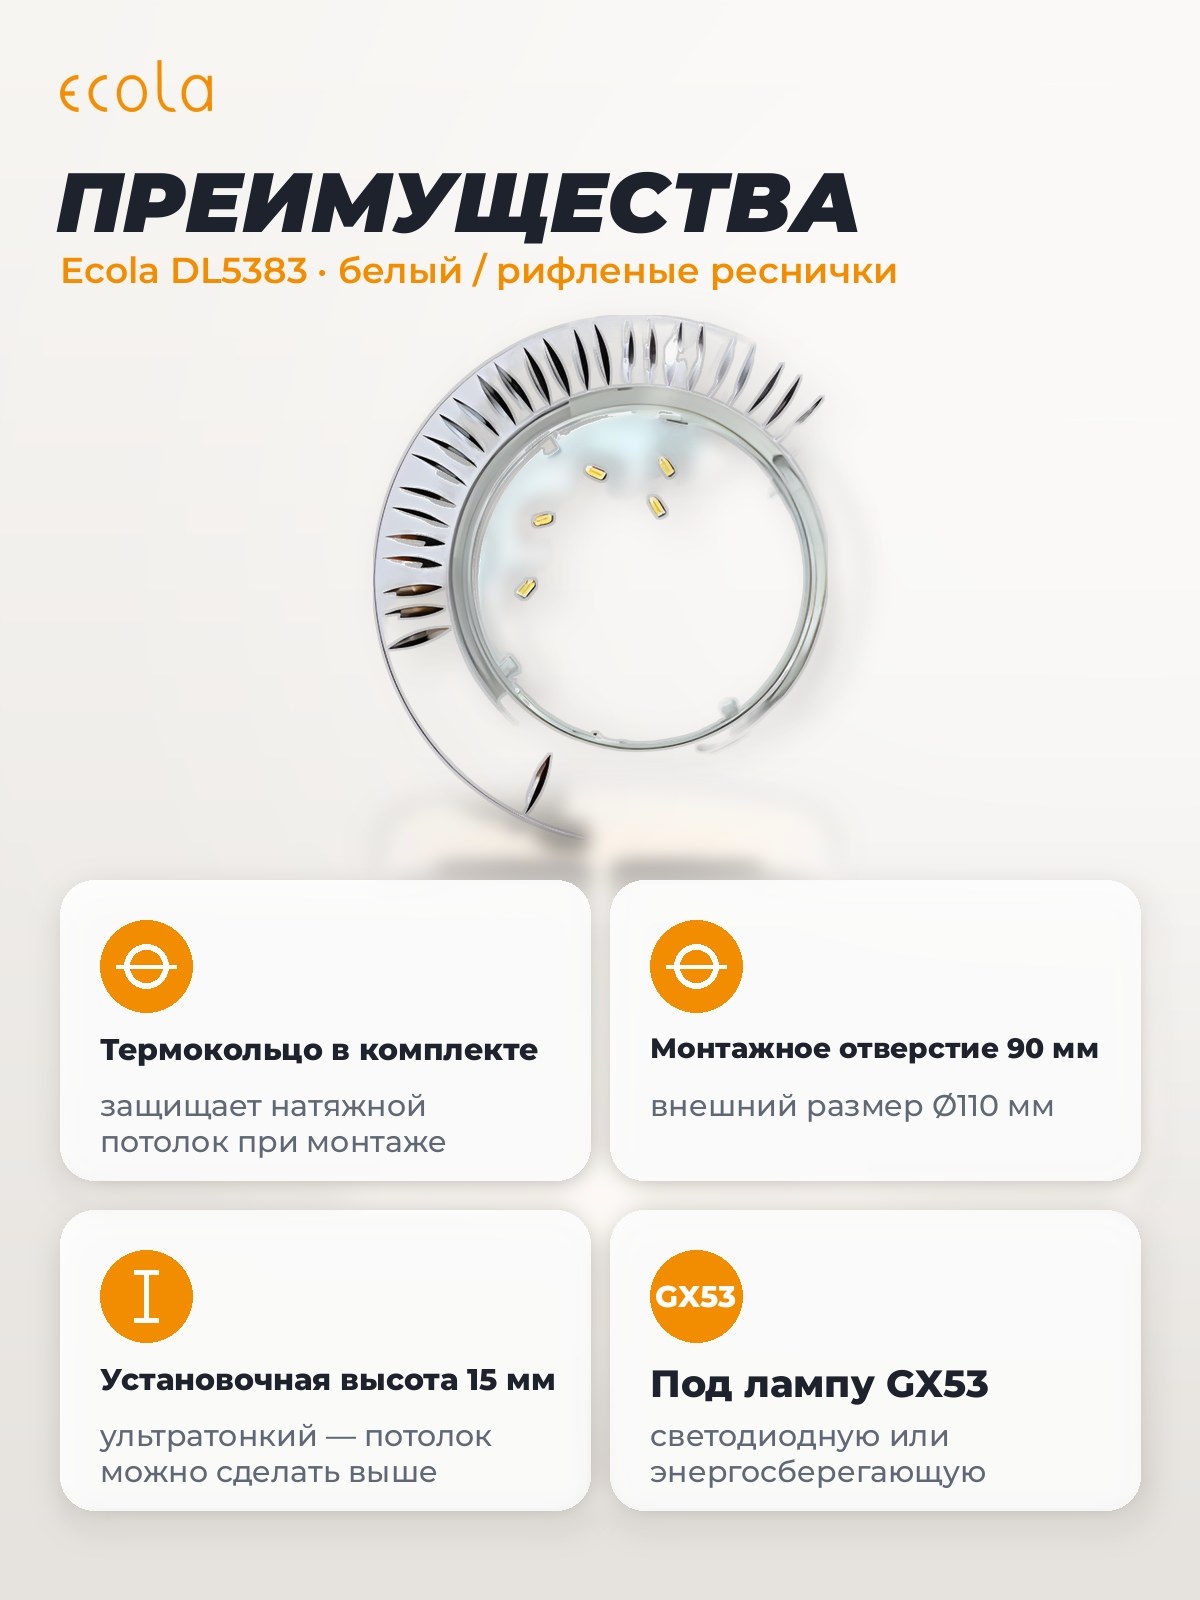 ecola
ПРЕИМУЩЕСТВА
Ecola DL5383 · белый / рифленые реснички
Термокольцо в комплекте
защищает натяжной
потолок при монтаже
Монтажное отверстие 90 мм
внешний размер Ø110 мм
Установочная высота 15 мм
ультратонкий — потолок
можно сделать выше
GX53
Под лампу GX53
светодиодную или
энергосберегающую